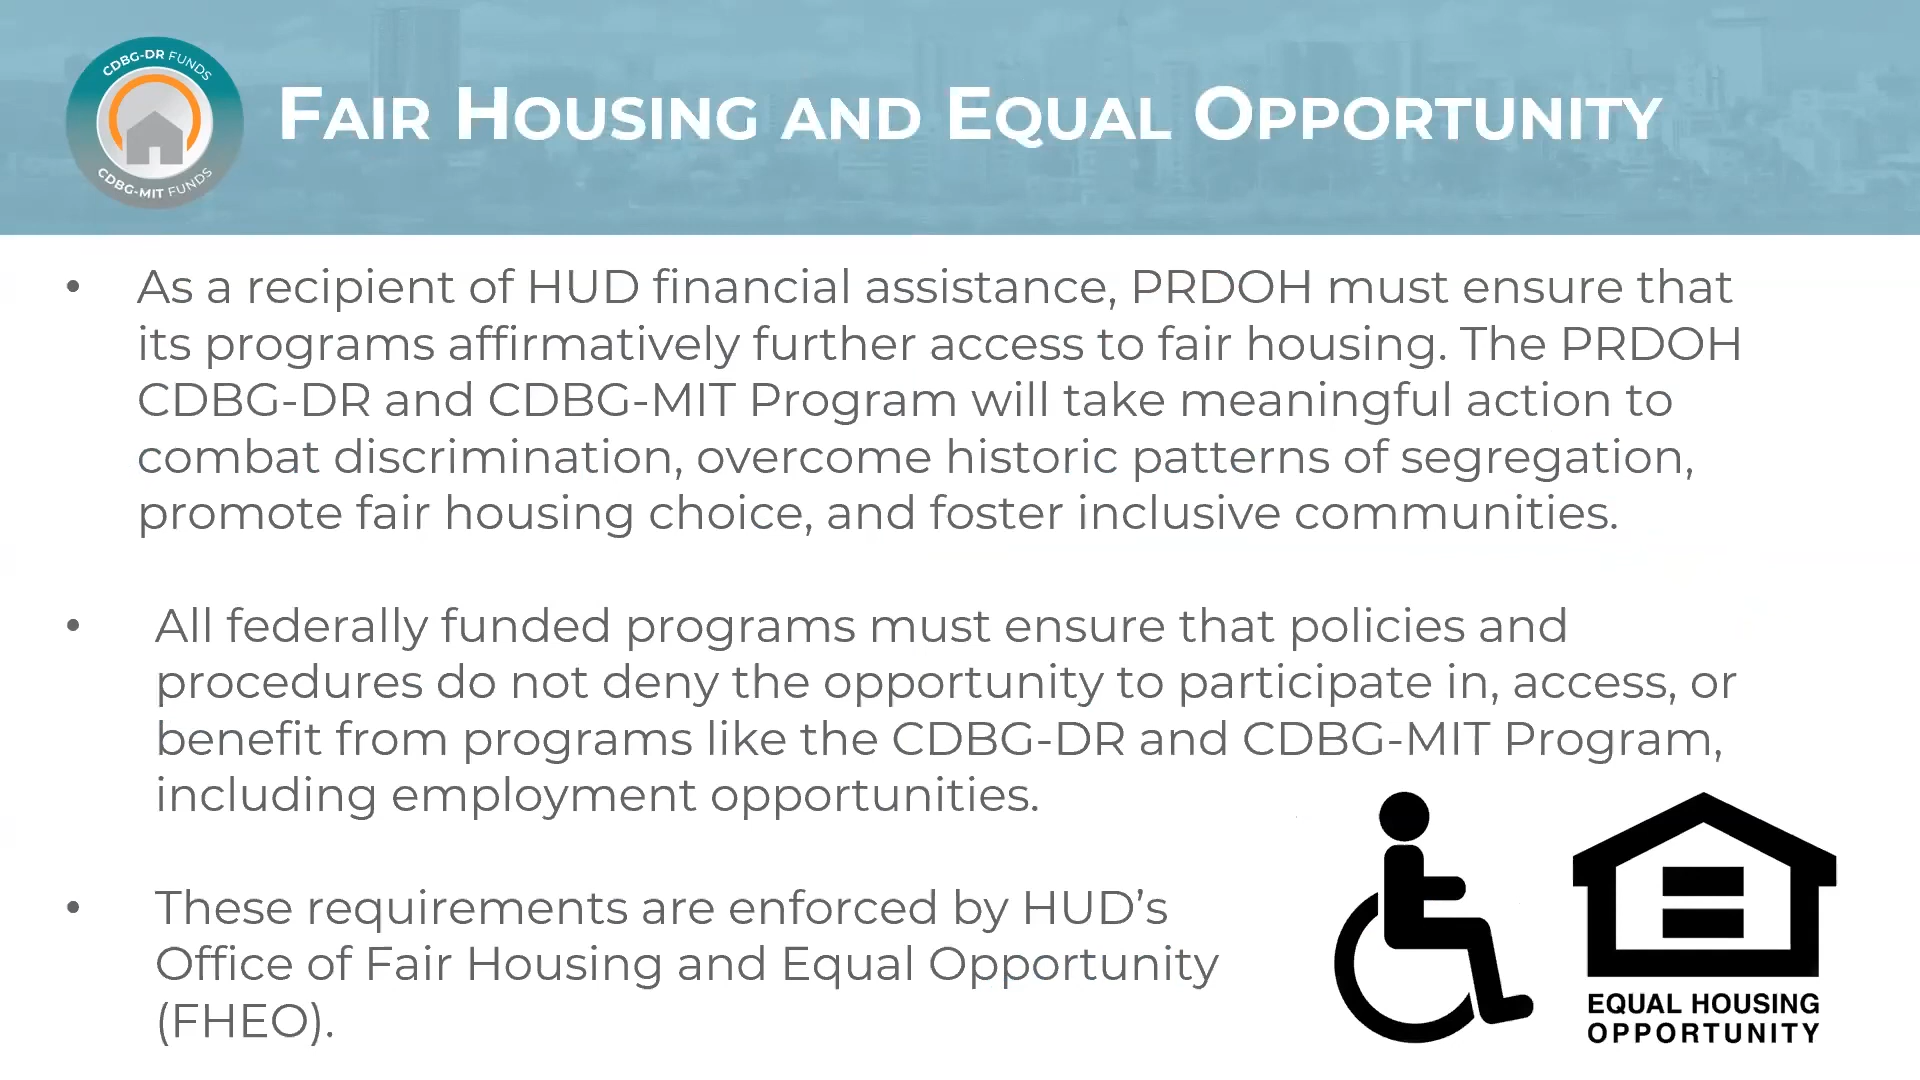 CDBG-DR FUNDS
CDBG-MIT FUNDS
FAIR HOUSING AND EQUAL OPPORTUNITY
• As a recipient of HUD financial assistance, PRDOH must ensure that
its programs affirmatively further access to fair housing. The PRDOH
CDBG-DR and CDBG-MIT Program will take meaningful action to
combat discrimination, overcome historic patterns of segregation,
promote fair housing choice, and foster inclusive communities.
• All federally funded programs must ensure that policies and
procedures do not deny the opportunity to participate in, access, or
benefit from programs like the CDBG-DR and CDBG-MIT Program,
including employment opportunities.
• These requirements are enforced by HUD’s
Office of Fair Housing and Equal Opportunity
(FHEO).
EQUAL HOUSING
OPPORTUNITY